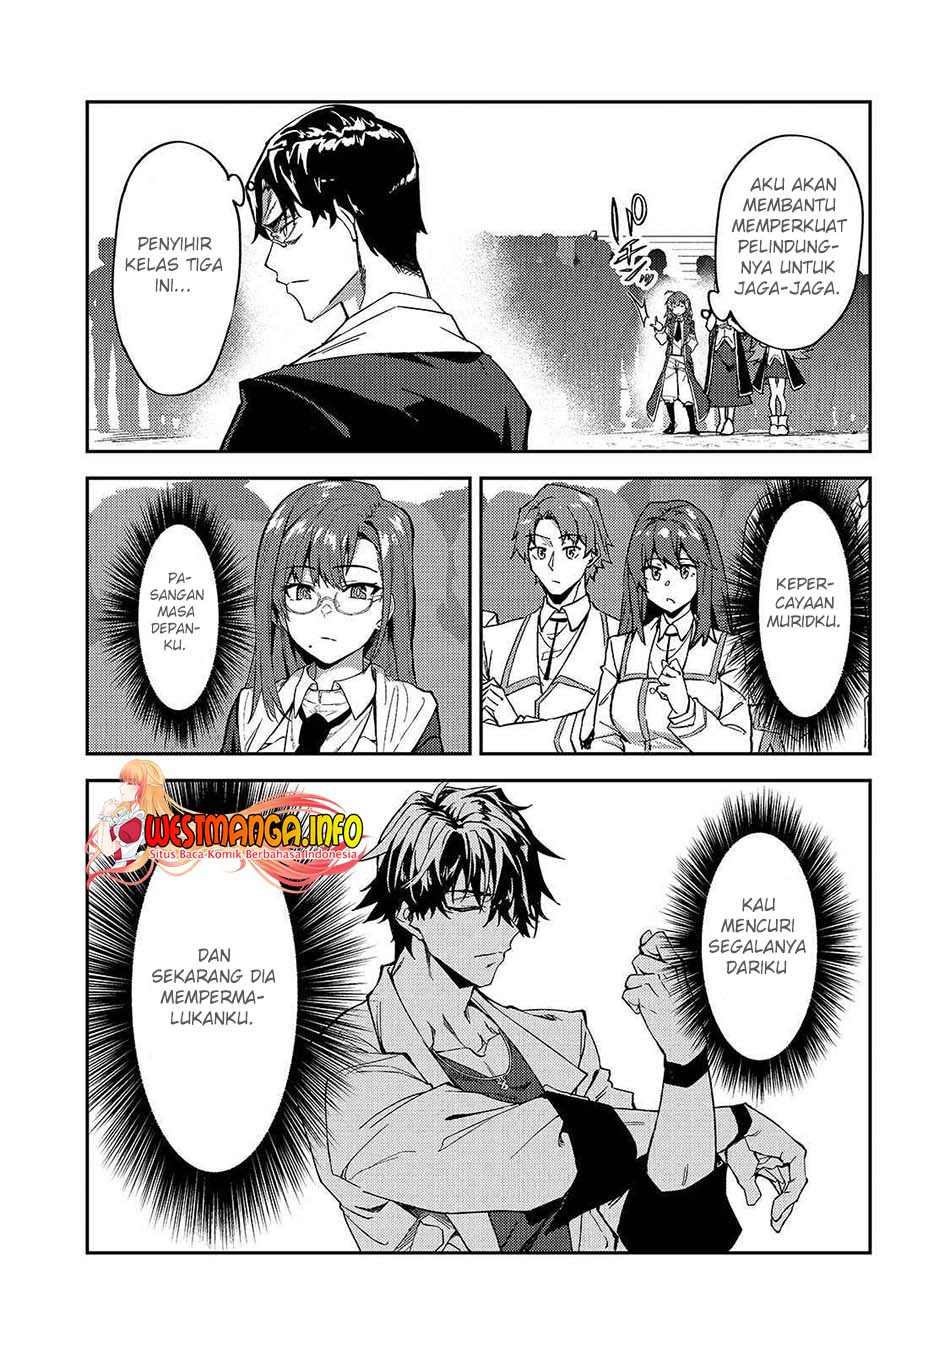 AKU AKAN
MEMBANTU
MEMPERKUAT
PELINDUNG-
NYA UNTUK
JAGA-JAGA.
PENYIHIR
KELAS TIGA
INI...
KEPER-
CAYAAN
MURIDKU.
PA-
SANGAN
MASA
DEPAN-
KU.
KAU
MENCURI
SEGALANYA
DARIKU
WESTMANGA.INFO
Situs Baca Komik Berbahasa Indonesia
DAN
SEKARANG DIA
MEMPERMA-
LUKANKU.